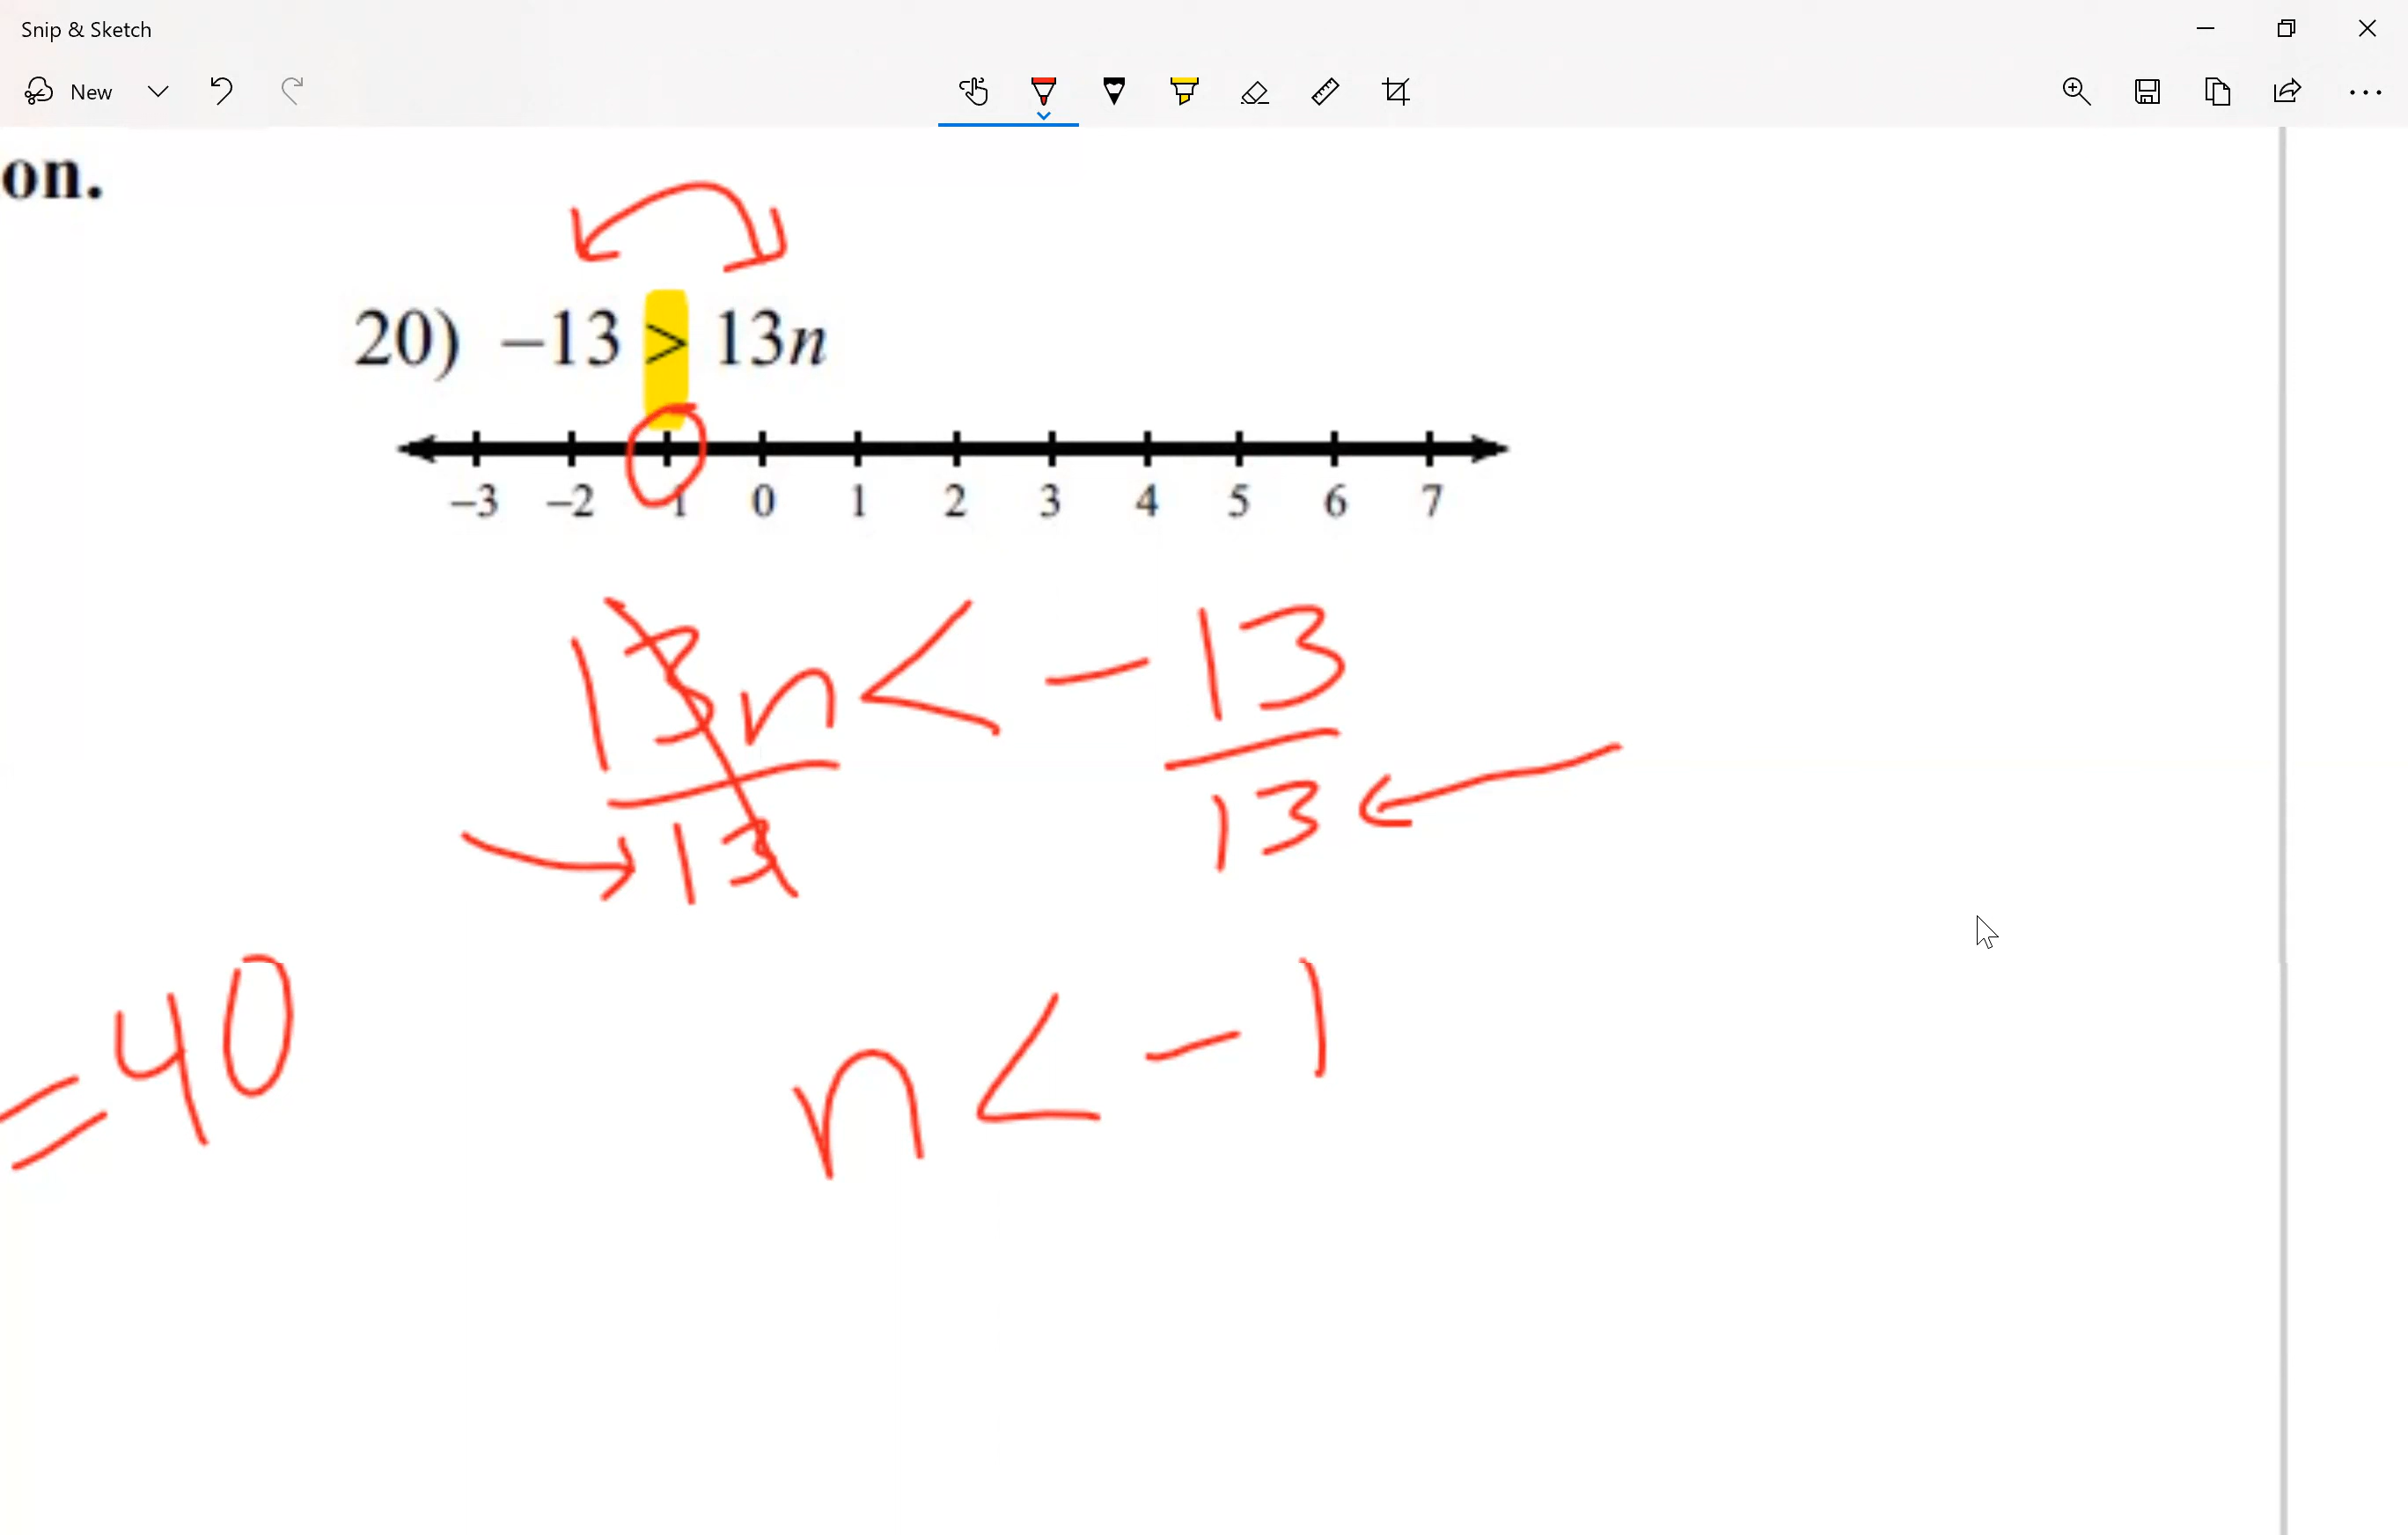 Snip & Sketch
New
on.
20) −13 > 13n
−3 −2 1 0 1 2 3 4 5 6 7
13n < −13
13 13
= 40
n < −1